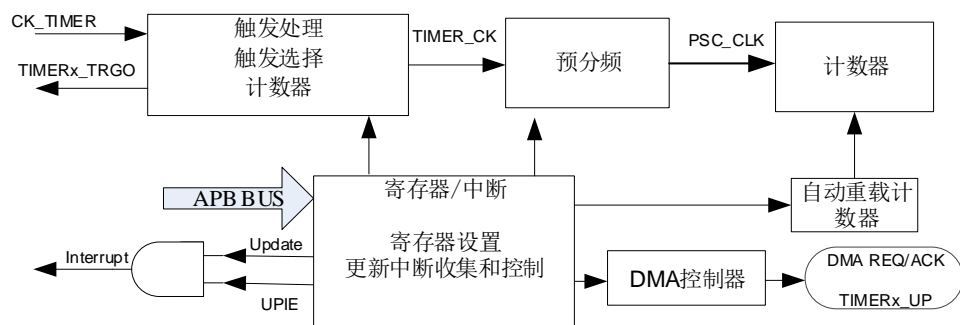 CK_TIMER
TIMERx_TRGO
触发处理
触发选择
计数器
TIMER_CK
预分频
PSC_CLK
计数器
APB BUS
寄存器/中断
寄存器设置
更新中断收集和控制
自动重载计
数器
Interrupt
Update
UPIE
DMA控制器
DMA REQ/ACK
TIMERx_UP